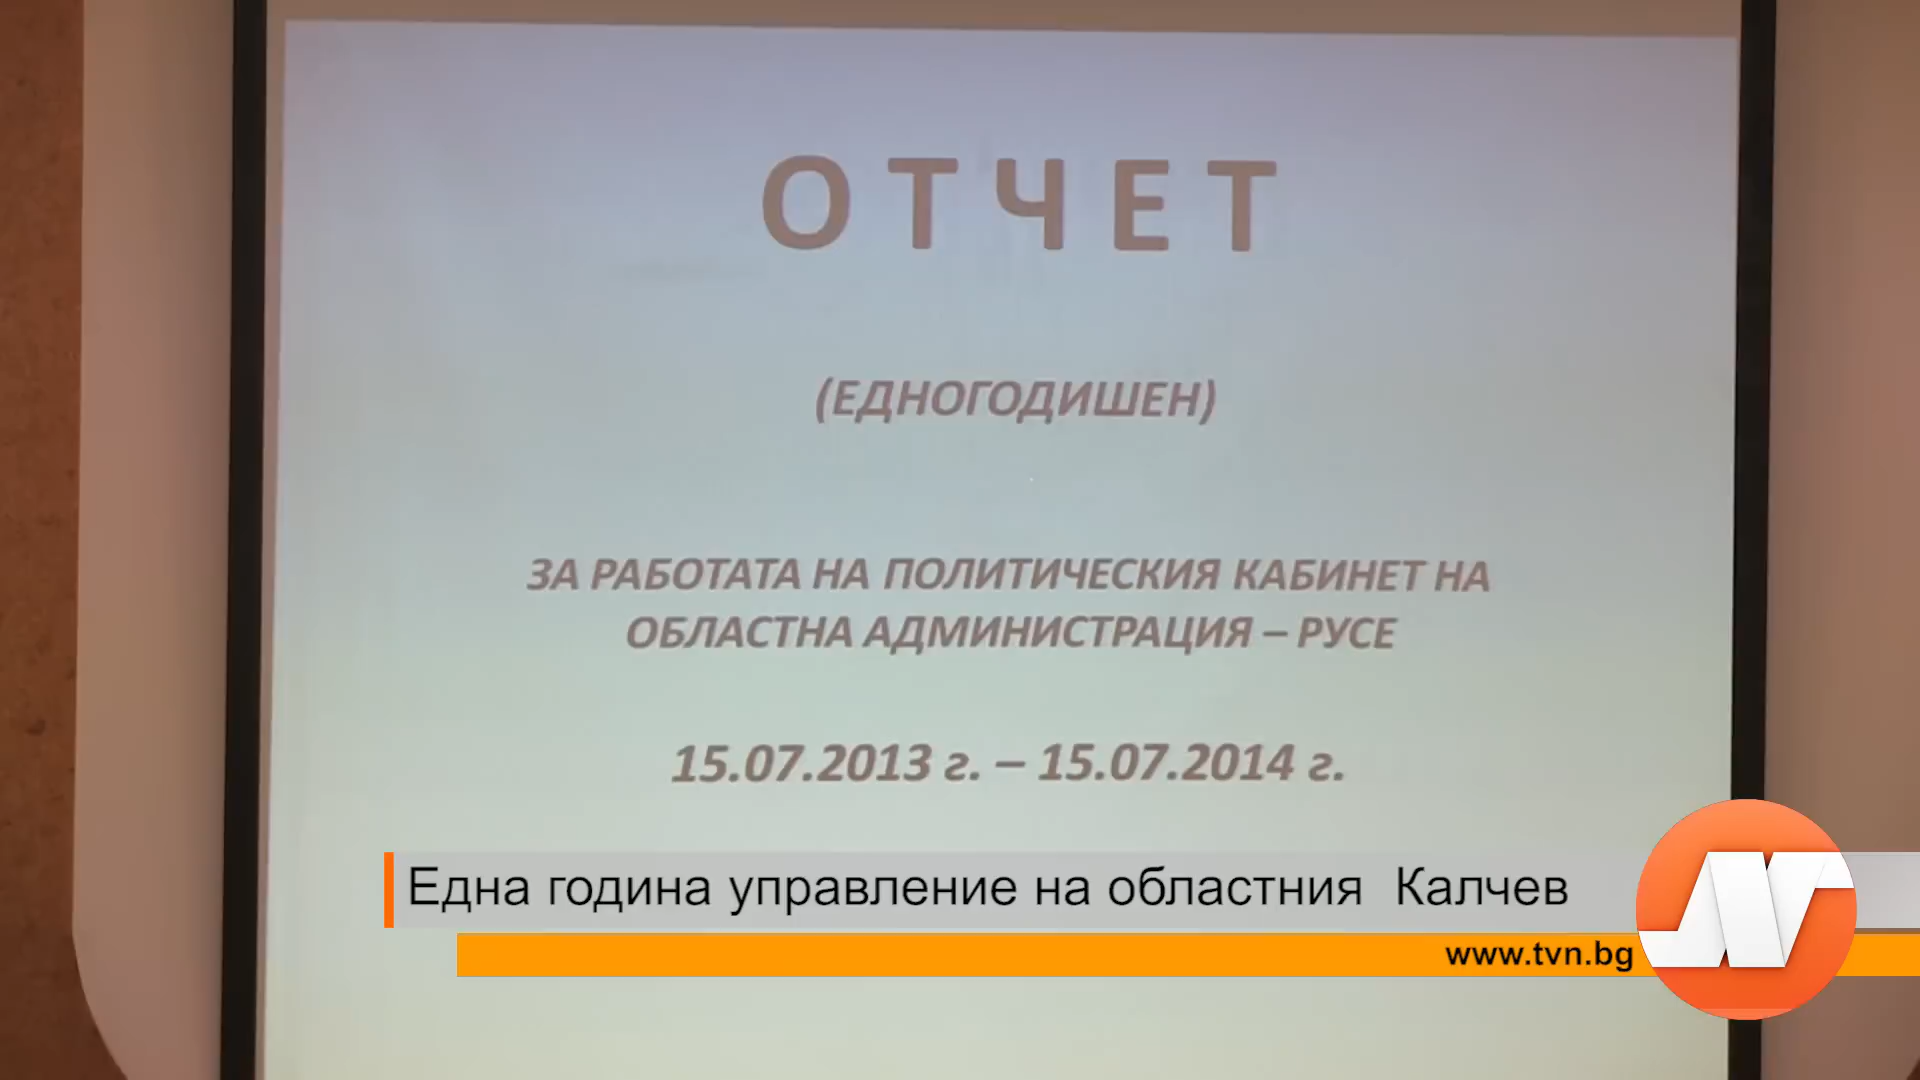 ОТЧЕТ
(ЕДНОГОДИШЕН)
ЗА РАБОТАТА НА ПОЛИТИЧЕСКИЯ КАБИНЕТ НА
ОБЛАСТНА АДМИНИСТРАЦИЯ – РУСЕ
15.07.2013 г. – 15.07.2014 г.
Една година управление на областния  Калчев
www.tvn.bg